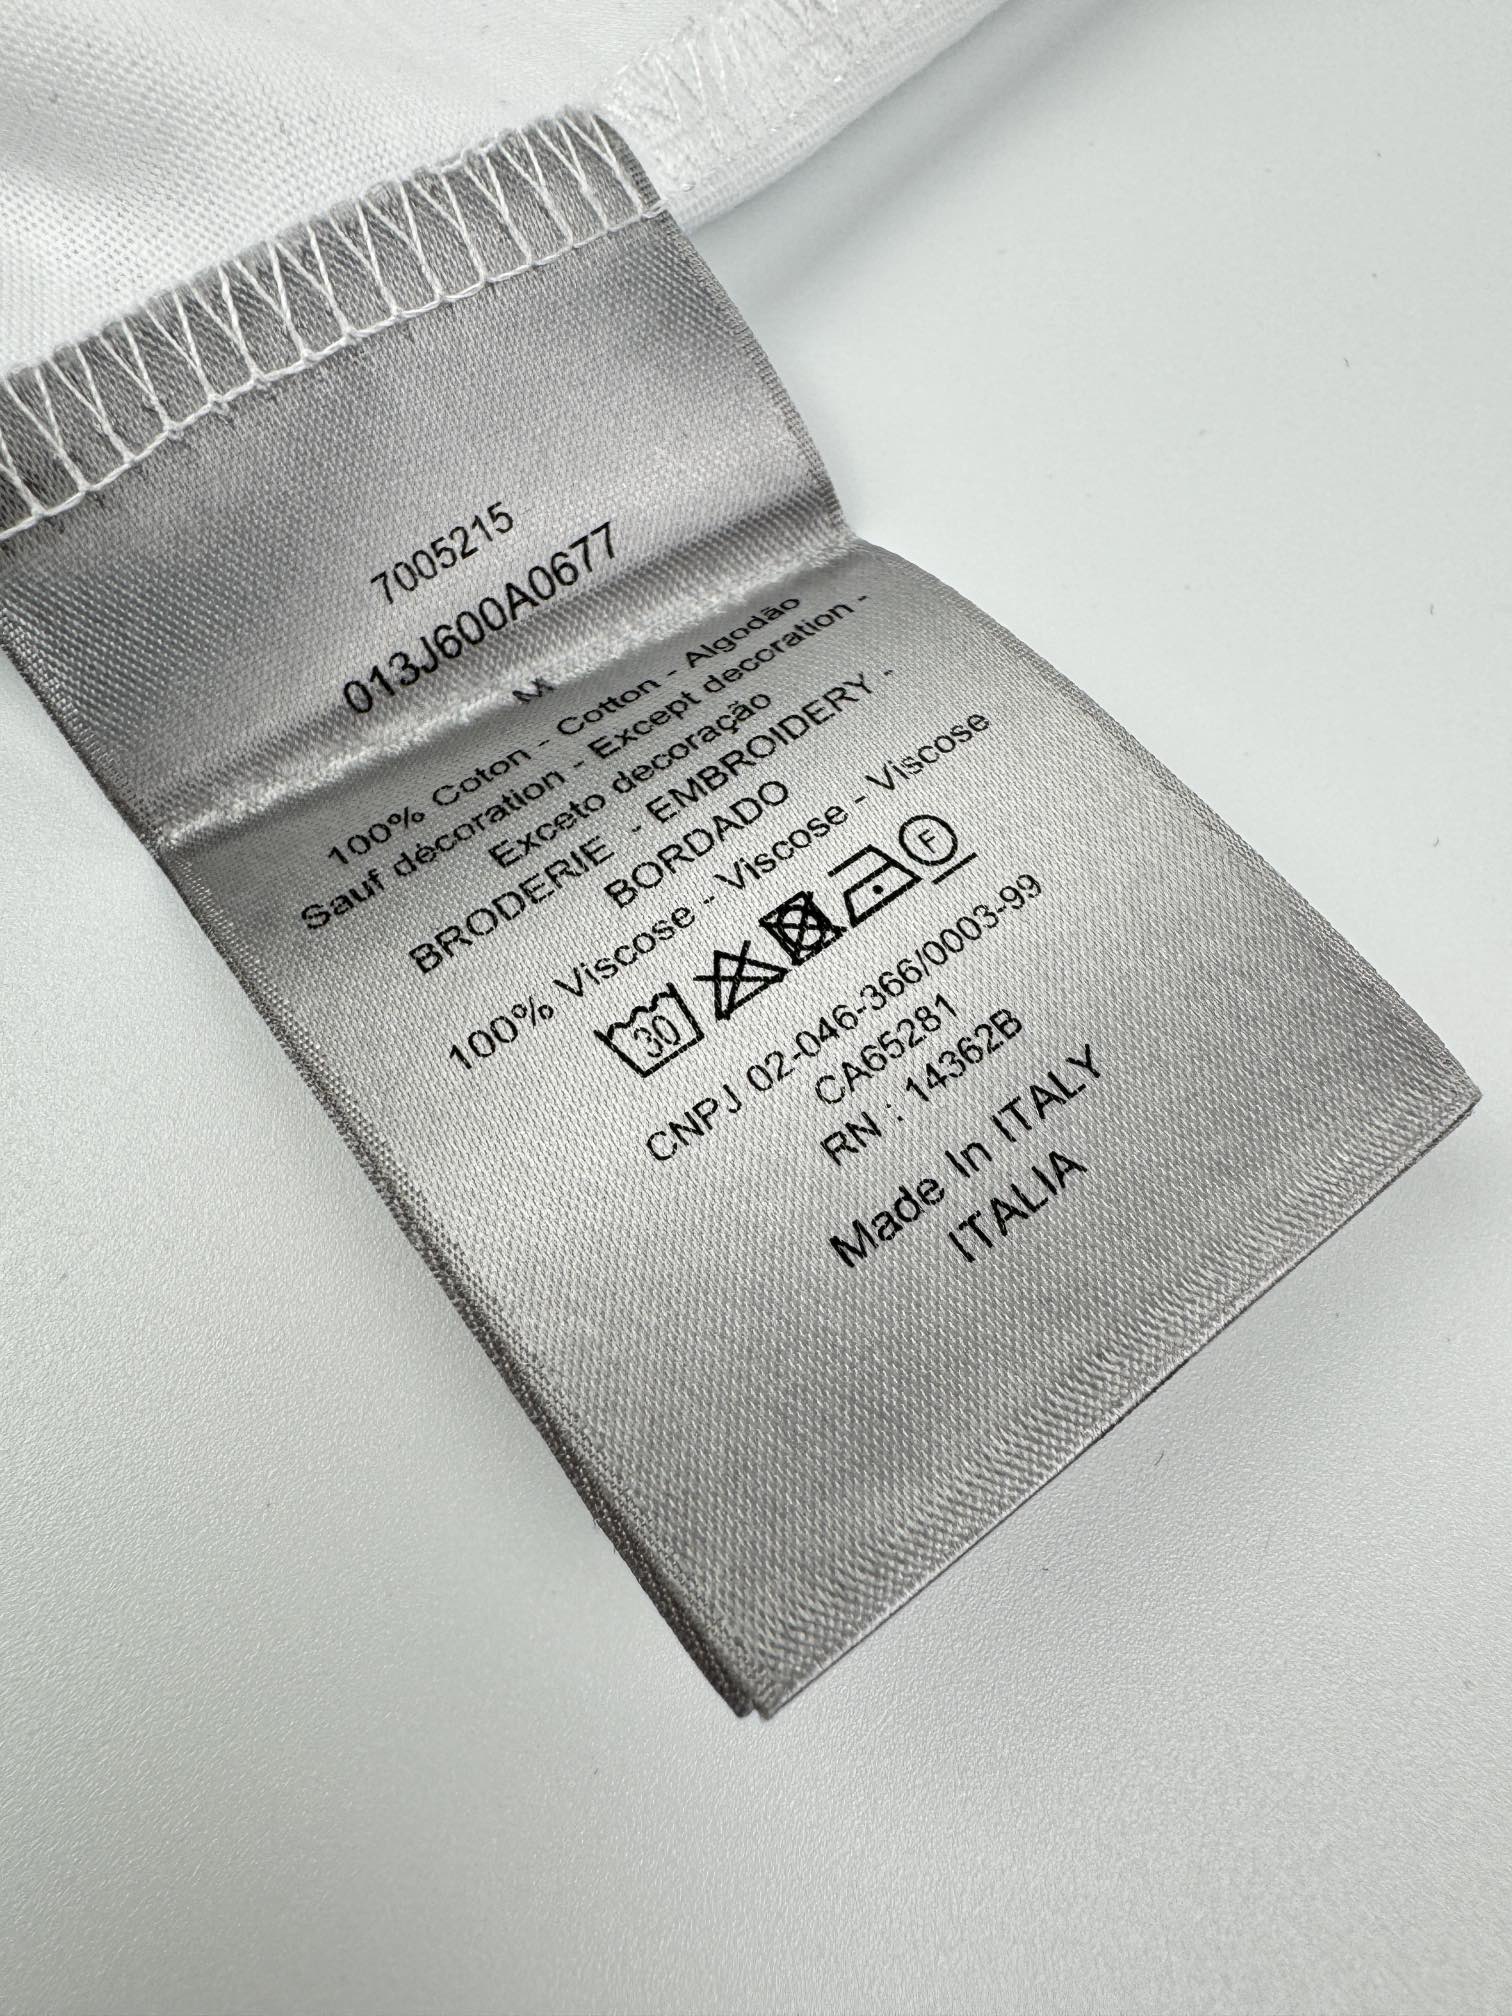 7005215
013J600A0677
M
100% Coton - Cotton - Algodão
Sauf décoration - Except decoration -
Exceto decoração
BRODERIE - EMBROIDERY -
BORDADO
100% Viscose - Viscose - Viscose
30 F
CNPJ 02-046-366/0003-99
CA65281
RN : 14362B
Made In ITALY
ITALIA